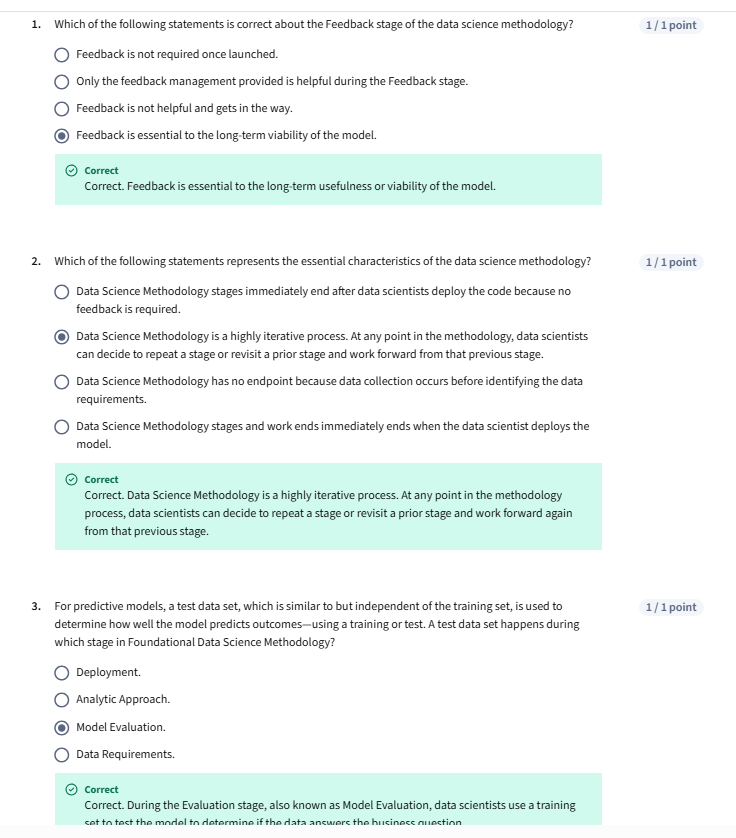 1. Which of the following statements is correct about the Feedback stage of the data science methodology? 1 / 1 point
Feedback is not required once launched.
Only the feedback management provided is helpful during the Feedback stage.
Feedback is not helpful and gets in the way.
Feedback is essential to the long-term viability of the model.
Correct
Correct. Feedback is essential to the long-term usefulness or viability of the model.
2. Which of the following statements represents the essential characteristics of the data science methodology? 1 / 1 point
Data Science Methodology stages immediately end after data scientists deploy the code because no
feedback is required.
Data Science Methodology is a highly iterative process. At any point in the methodology, data scientists
can decide to repeat a stage or revisit a prior stage and work forward from that previous stage.
Data Science Methodology has no endpoint because data collection occurs before identifying the data
requirements.
Data Science Methodology stages and work ends immediately ends when the data scientist deploys the
model.
Correct
Correct. Data Science Methodology is a highly iterative process. At any point in the methodology
process, data scientists can decide to repeat a stage or revisit a prior stage and work forward again
from that previous stage.
3. For predictive models, a test data set, which is similar to but independent of the training set, is used to 1 / 1 point
determine how well the model predicts outcomes—using a training or test. A test data set happens during
which stage in Foundational Data Science Methodology?
Deployment.
Analytic Approach.
Model Evaluation.
Data Requirements.
Correct
Correct. During the Evaluation stage, also known as Model Evaluation, data scientists use a training
set to test the model to determine if the data answers the business question.